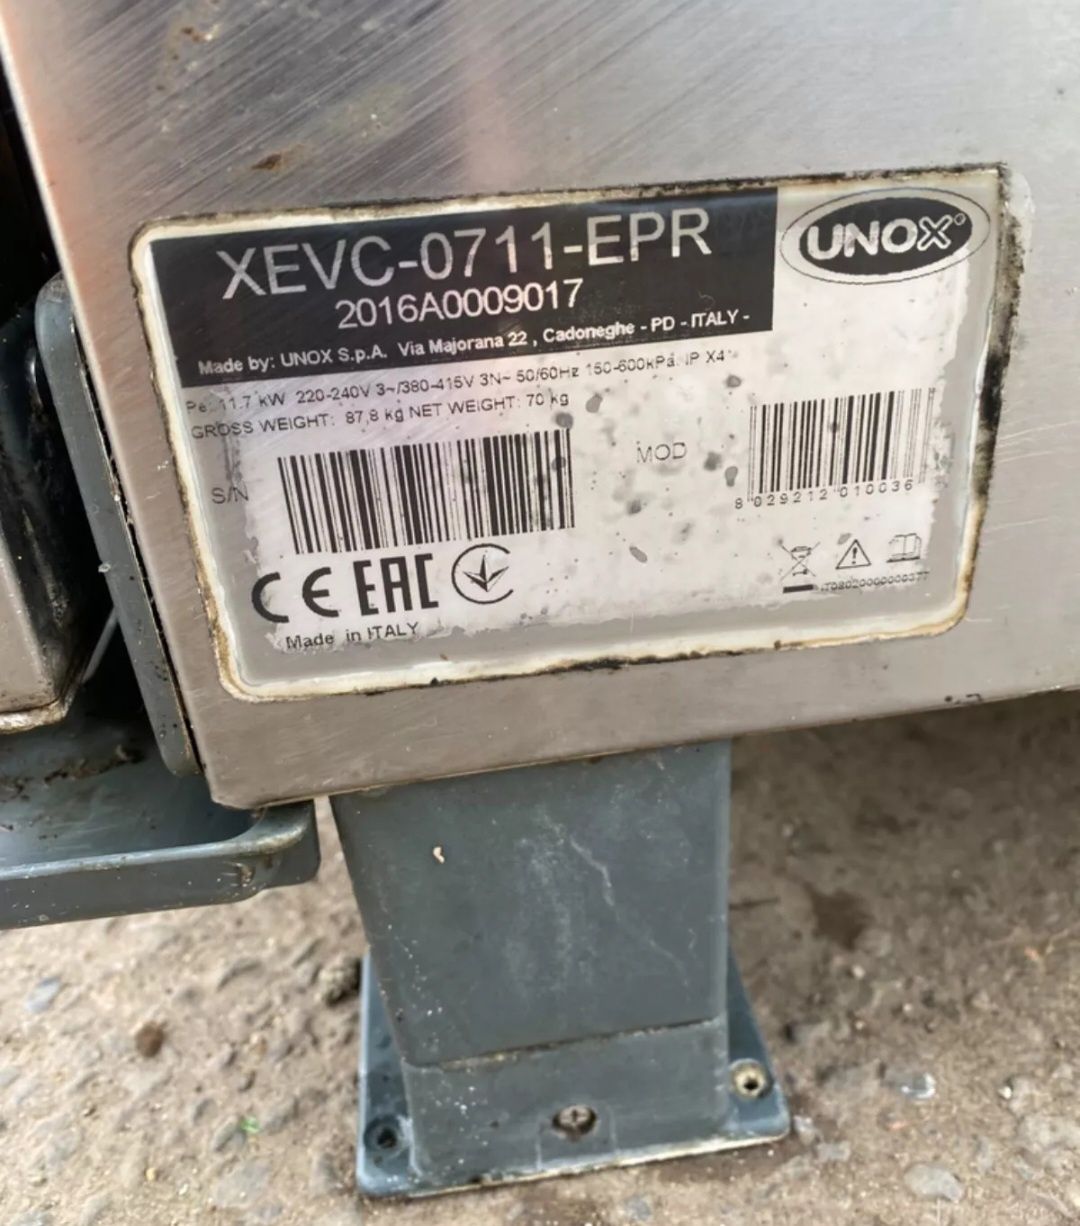 XEVC-0711-EPR
UNOX
2016A0009017
Made by: UNOX S.p.A. Via Majorana 22 , Cadoneghe - PD - ITALY -
11.7 kW 220-240V 3~/380-415V 3N~ 50/60Hz 150-600kPa IP X4
GROSS WEIGHT: 87,8 kg NET WEIGHT: 70 kg
S/N
MOD
8 029212 010036
CE EAC
Made in ITALY